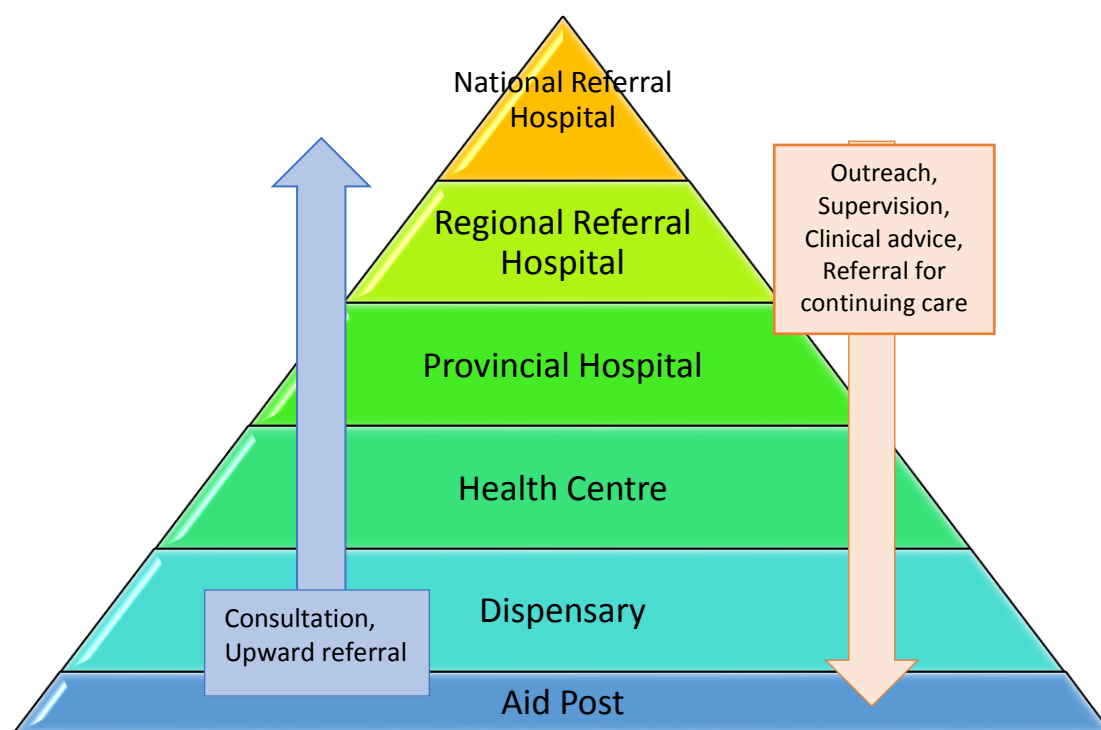 National Referral
Hospital
Outreach,
Supervision,
Clinical advice,
Referral for
continuing care
Regional Referral
Hospital
Provincial Hospital
Health Centre
Dispensary
Consultation,
Upward referral
Aid Post